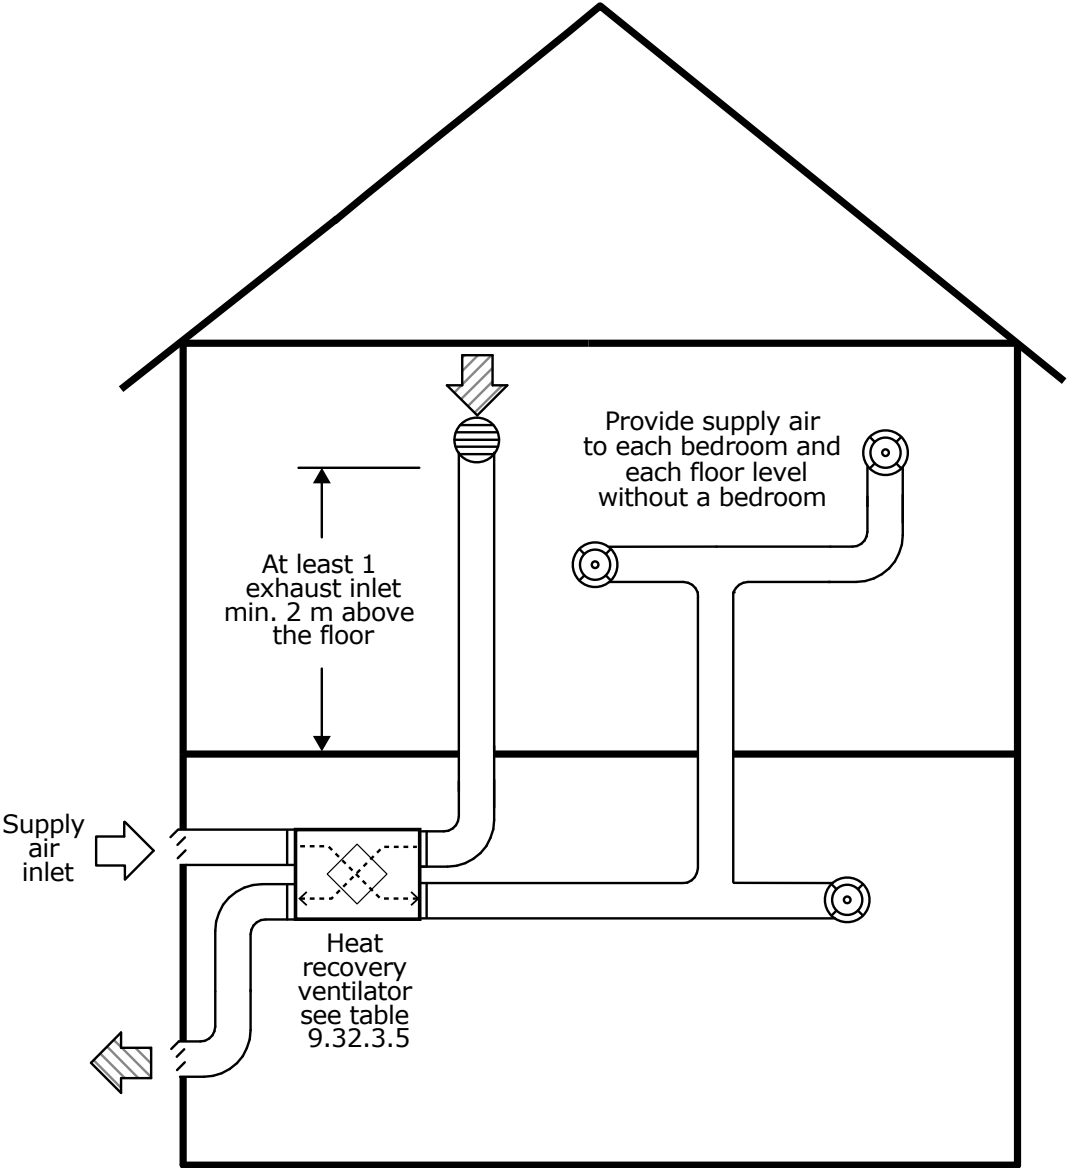 Provide supply air
to each bedroom and
each floor level
without a bedroom
At least 1
exhaust inlet
min. 2 m above
the floor
Supply
air
inlet
Heat
recovery
ventilator
see table
9.32.3.5